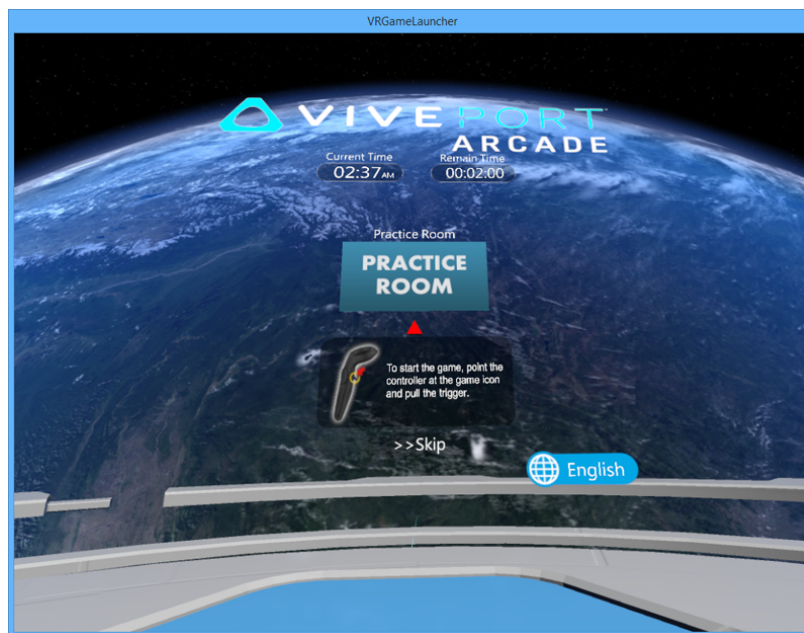 VRGameLauncher
VIVEPORT
ARCADE
Current Time
Remain Time
02:37AM
00:02:00
Practice Room
PRACTICE
ROOM
To start the game, point the
controller at the game icon
and pull the trigger.
>>Skip
English